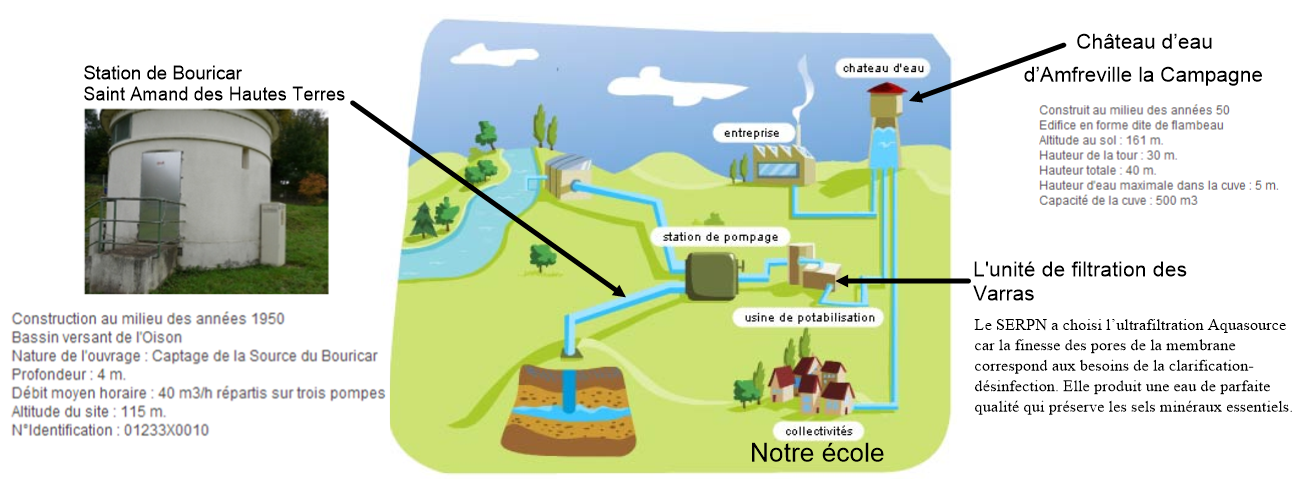 Station de Bouricar
Saint Amand des Hautes Terres
Construction au milieu des années 1950
Bassin versant de l'Oison
Nature de l'ouvrage : Captage de la Source du Bouricar
Profondeur : 4 m.
Débit moyen horaire : 40 m3/h répartis sur trois pompes
Altitude du site : 115 m.
N°Identification : 01233X0010
chateau d'eau
entreprise
station de pompage
usine de potabilisation
collectivités
Notre école
Château d’eau
d’Amfreville la Campagne
Construit au milieu des années 50
Edifice en forme dite de flambeau
Altitude au sol : 161 m.
Hauteur de la tour : 30 m.
Hauteur totale : 40 m.
Hauteur d'eau maximale dans la cuve : 5 m.
Capacité de la cuve : 500 m3
L'unité de filtration des
Varras
Le SERPN a choisi l’ultrafiltration Aquasource
car la finesse des pores de la membrane
correspond aux besoins de la clarification-
désinfection. Elle produit une eau de parfaite
qualité qui préserve les sels minéraux essentiels.